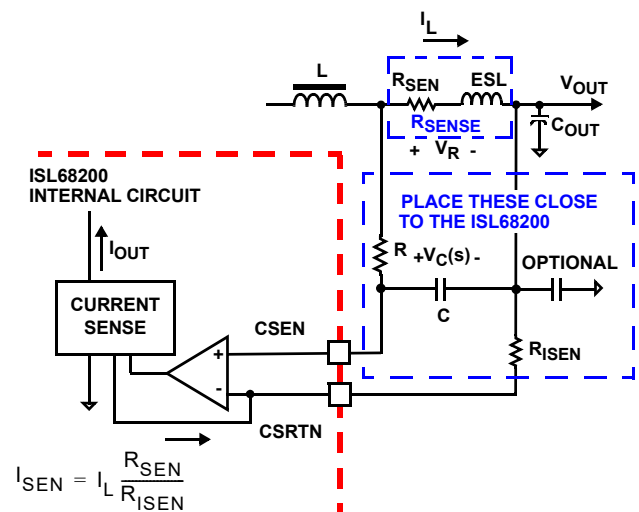 I_L
L
R_SEN ESL
V_OUT
R_SENSE
C_OUT
+ V_R -
ISL68200
INTERNAL CIRCUIT
PLACE THESE CLOSE
TO THE ISL68200
I_OUT
R +V_C(s) -
OPTIONAL
CURRENT
SENSE
C
CSEN
+
R_ISEN
-
CSRTN
I_SEN = I_L R_SEN / R_ISEN